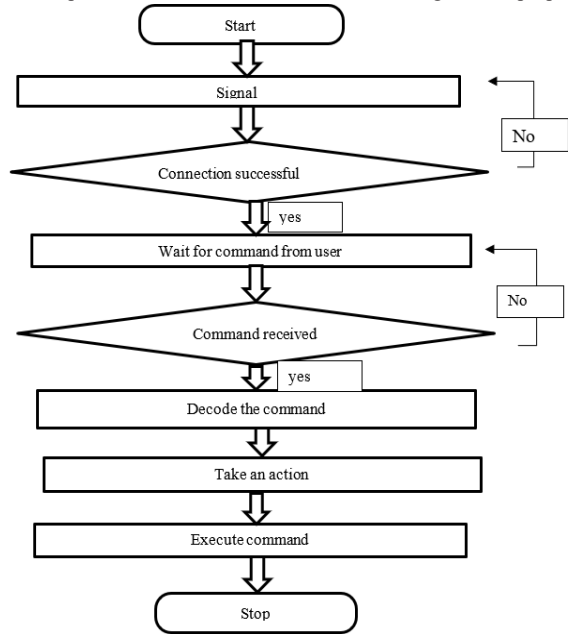 Start
Signal
No
Connection successful
yes
Wait for command from user
No
Command received
yes
Decode the command
Take an action
Execute command
Stop